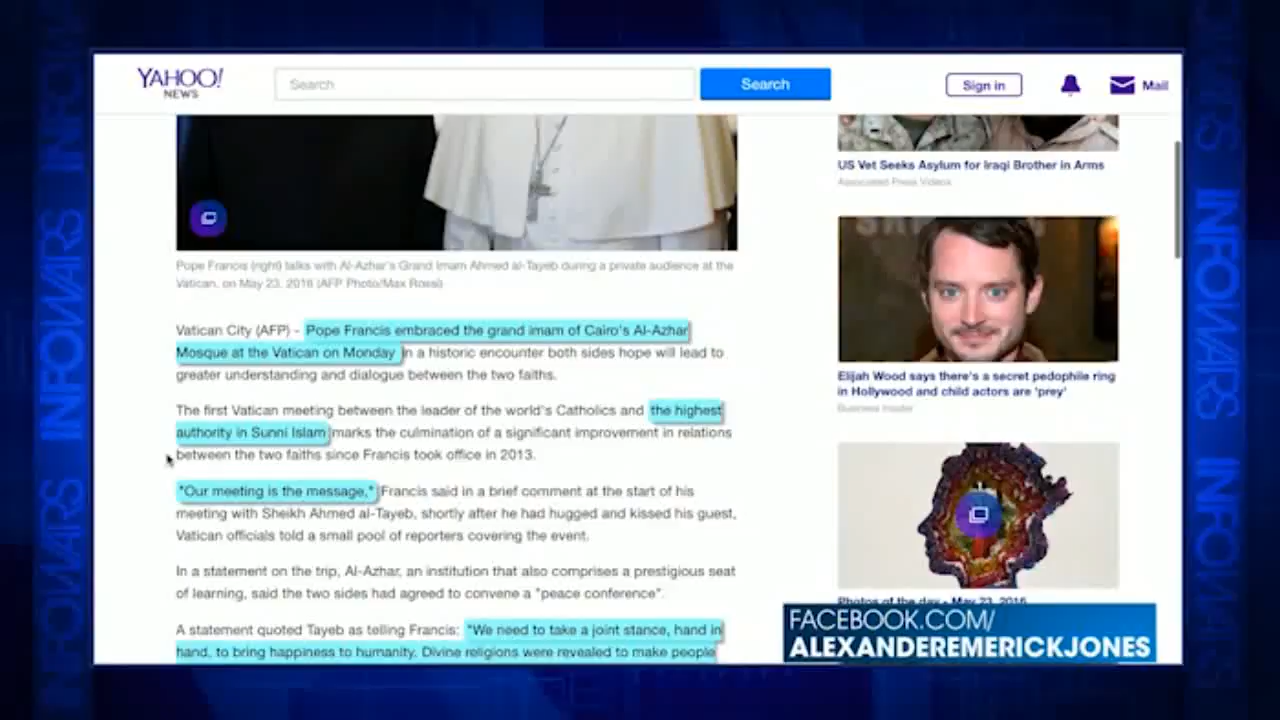 YAHOO!
NEWS
Search
Search
Sign in
Mail
Pope Francis (right) talks with Al-Azhar's Grand Imam Ahmed al-Tayeb during a private audience at the
Vatican, on May 23, 2016 (AFP Photo/Max Rossi)
Vatican City (AFP) - Pope Francis embraced the grand imam of Cairo's Al-Azhar
Mosque at the Vatican on Monday in a historic encounter both sides hope will lead to
greater understanding and dialogue between the two faiths.
The first Vatican meeting between the leader of the world's Catholics and the highest
authority in Sunni Islam marks the culmination of a significant improvement in relations
between the two faiths since Francis took office in 2013.
"Our meeting is the message," Francis said in a brief comment at the start of his
meeting with Sheikh Ahmed al-Tayeb, shortly after he had hugged and kissed his guest,
Vatican officials told a small pool of reporters covering the event.
In a statement on the trip, Al-Azhar, an institution that also comprises a prestigious seat
of learning, said the two sides had agreed to convene a "peace conference".
A statement quoted Tayeb as telling Francis: "We need to take a joint stance, hand in
hand, to bring happiness to humanity. Divine religions were revealed to make people
US Vet Seeks Asylum for Iraqi Brother in Arms
Associated Press Videos
Elijah Wood says there's a secret pedophile ring
in Hollywood and child actors are 'prey'
Business Insider
Photos of the day - May 23, 2016
FACEBOOK.COM/
ALEXANDEREMERICKJONES
INFOWARS
INFOWARS
INFOWARS
INFOWARS